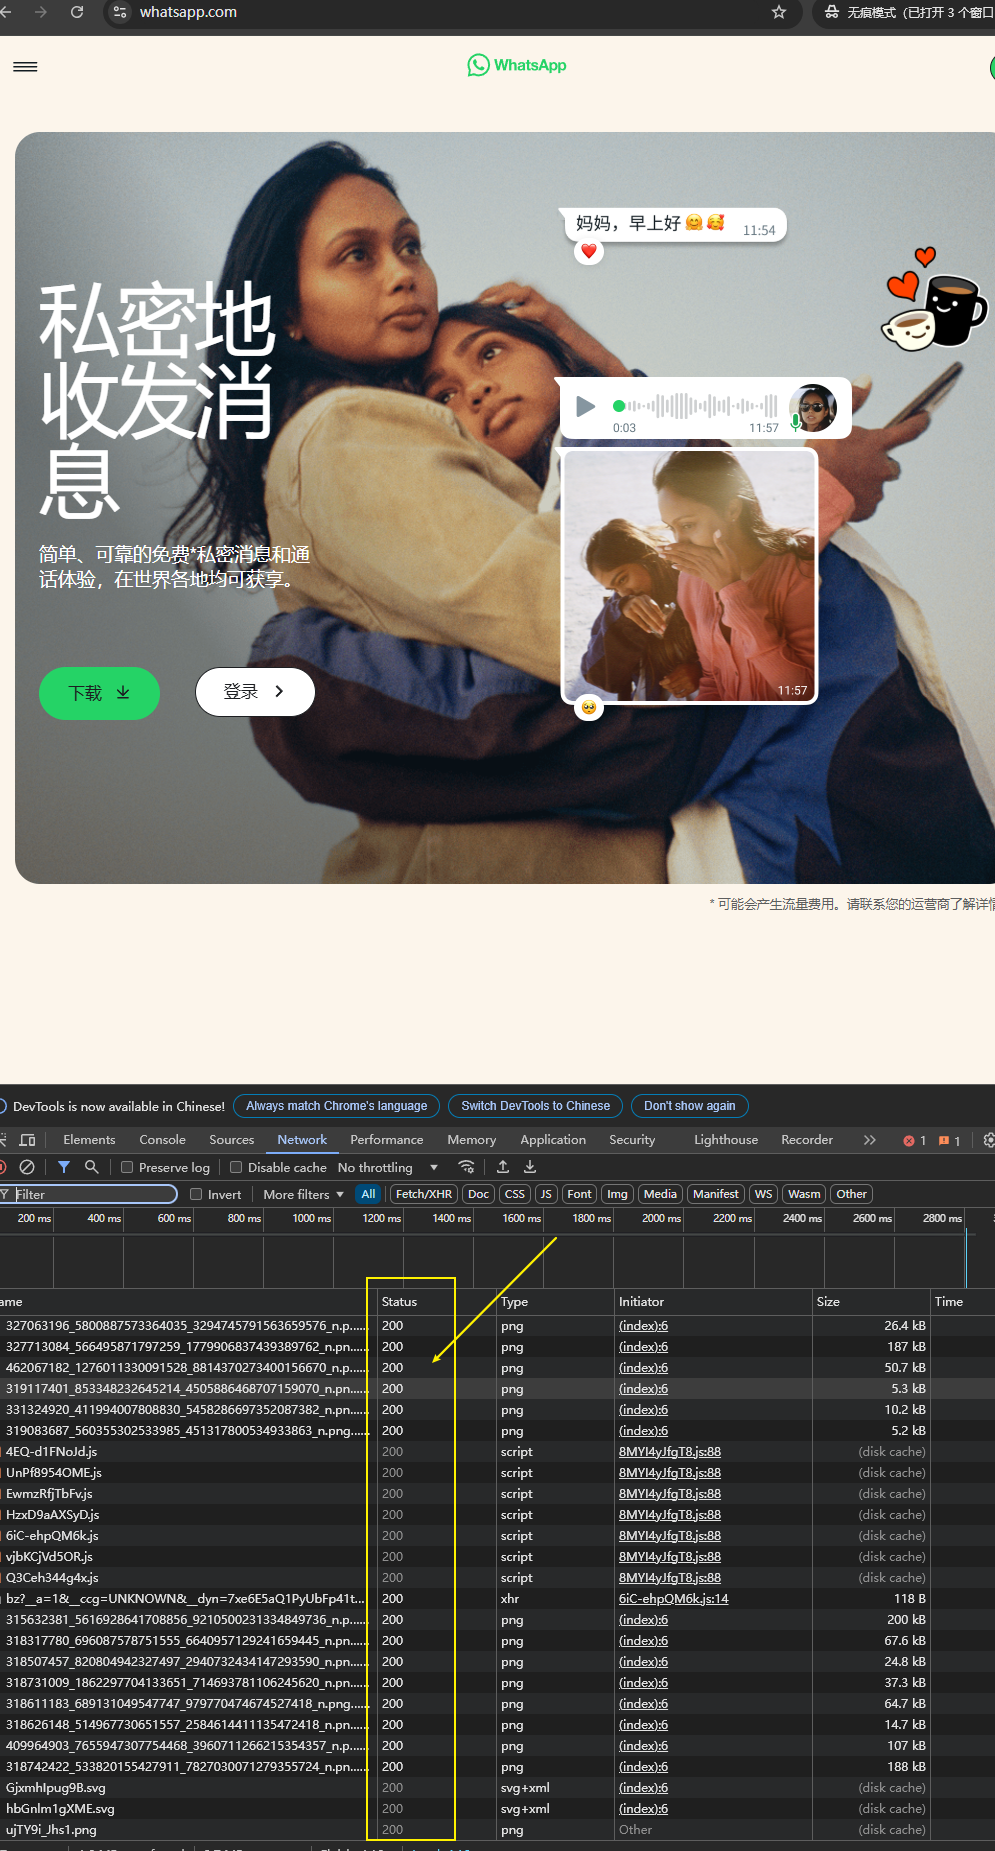 whatsapp.com
无痕模式（已打开 3 个窗口
WhatsApp
妈妈，早上好🤗🥰 11:54
私密地
收发消
息
0:03 11:57
简单、可靠的免费*私密消息和通
话体验，在世界各地均可获享。
下载
登录
11:57
* 可能会产生流量费用。请联系您的运营商了解详情
DevTools is now available in Chinese! Always match Chrome's language Switch DevTools to Chinese Don't show again
Elements Console Sources Network Performance Memory Security Lighthouse Recorder 1 1
Preserve log Disable cache No throttling
Filter Invert More filters All Fetch/XHR Doc CSS JS Font Img Media Manifest WS Wasm Other
200 ms 400 ms 600 ms 800 ms 1000 ms 1200 ms 1400 ms 1600 ms 1800 ms 2000 ms 2200 ms 2400 ms 2600 ms 2800 ms
ame Status Type Initiator Size Time
327063196_5800887573364035_3294745791563659576_n.p...... 200 png (index):6 26.4 kB
327713084_566495871797259_1779906837439389762_n.pn...... 200 png (index):6 187 kB
462067182_1276011330091528_8814370273400156670_n.p...... 200 png (index):6 50.7 kB
319117401_853348232645214_4505886468707159070_n.pn...... 200 png (index):6 5.3 kB
331324920_411994007808830_5458286697352087382_n.pn...... 200 png (index):6 10.2 kB
319083687_560355302533985_451317800534933863_n.png...... 200 png (index):6 5.2 kB
4EQ-d1FNoJd.js 200 script 8MYI4yJfgT8.js:88 (disk cache)
UnPf8954OME.js 200 script 8MYI4yJfgT8.js:88 (disk cache)
EwmzRfjTbFv.js 200 script 8MYI4yJfgT8.js:88 (disk cache)
HzxD9aAXSyD.js 200 script 8MYI4yJfgT8.js:88 (disk cache)
6iC-ehpQM6k.js 200 script 8MYI4yJfgT8.js:88 (disk cache)
vjbKCjVd5OR.js 200 script 8MYI4yJfgT8.js:88 (disk cache)
Q3Ceh344g4x.js 200 script 8MYI4yJfgT8.js:88 (disk cache)
bz?__a=1&__ccg=UNKNOWN&__dyn=7xe6E5aQ1PyUbFp41t... 200 xhr 6iC-ehpQM6k.js:14 118 B
315632381_5616928641708856_9210500231334849736_n.p...... 200 png (index):6 200 kB
318317780_696087578751555_6640957129241659445_n.pn...... 200 png (index):6 67.6 kB
318507457_820804942327497_2940732434147293590_n.pn...... 200 png (index):6 24.8 kB
318731009_1862297704133651_714693781106245620_n.pn...... 200 png (index):6 37.3 kB
318611183_689131049547747_979770474674527418_n.png...... 200 png (index):6 64.7 kB
318626148_514967730651557_2584614411135472418_n.pn...... 200 png (index):6 14.7 kB
409964903_7655947307754468_3960711266215354357_n.p...... 200 png (index):6 107 kB
318742422_533820155427911_7827030071279355724_n.pn...... 200 png (index):6 188 kB
GjxmhIpug9B.svg 200 svg+xml (index):6 (disk cache)
hbGnlm1gXME.svg 200 svg+xml (index):6 (disk cache)
ujTY9i_Jhs1.png 200 png Other (disk cache)